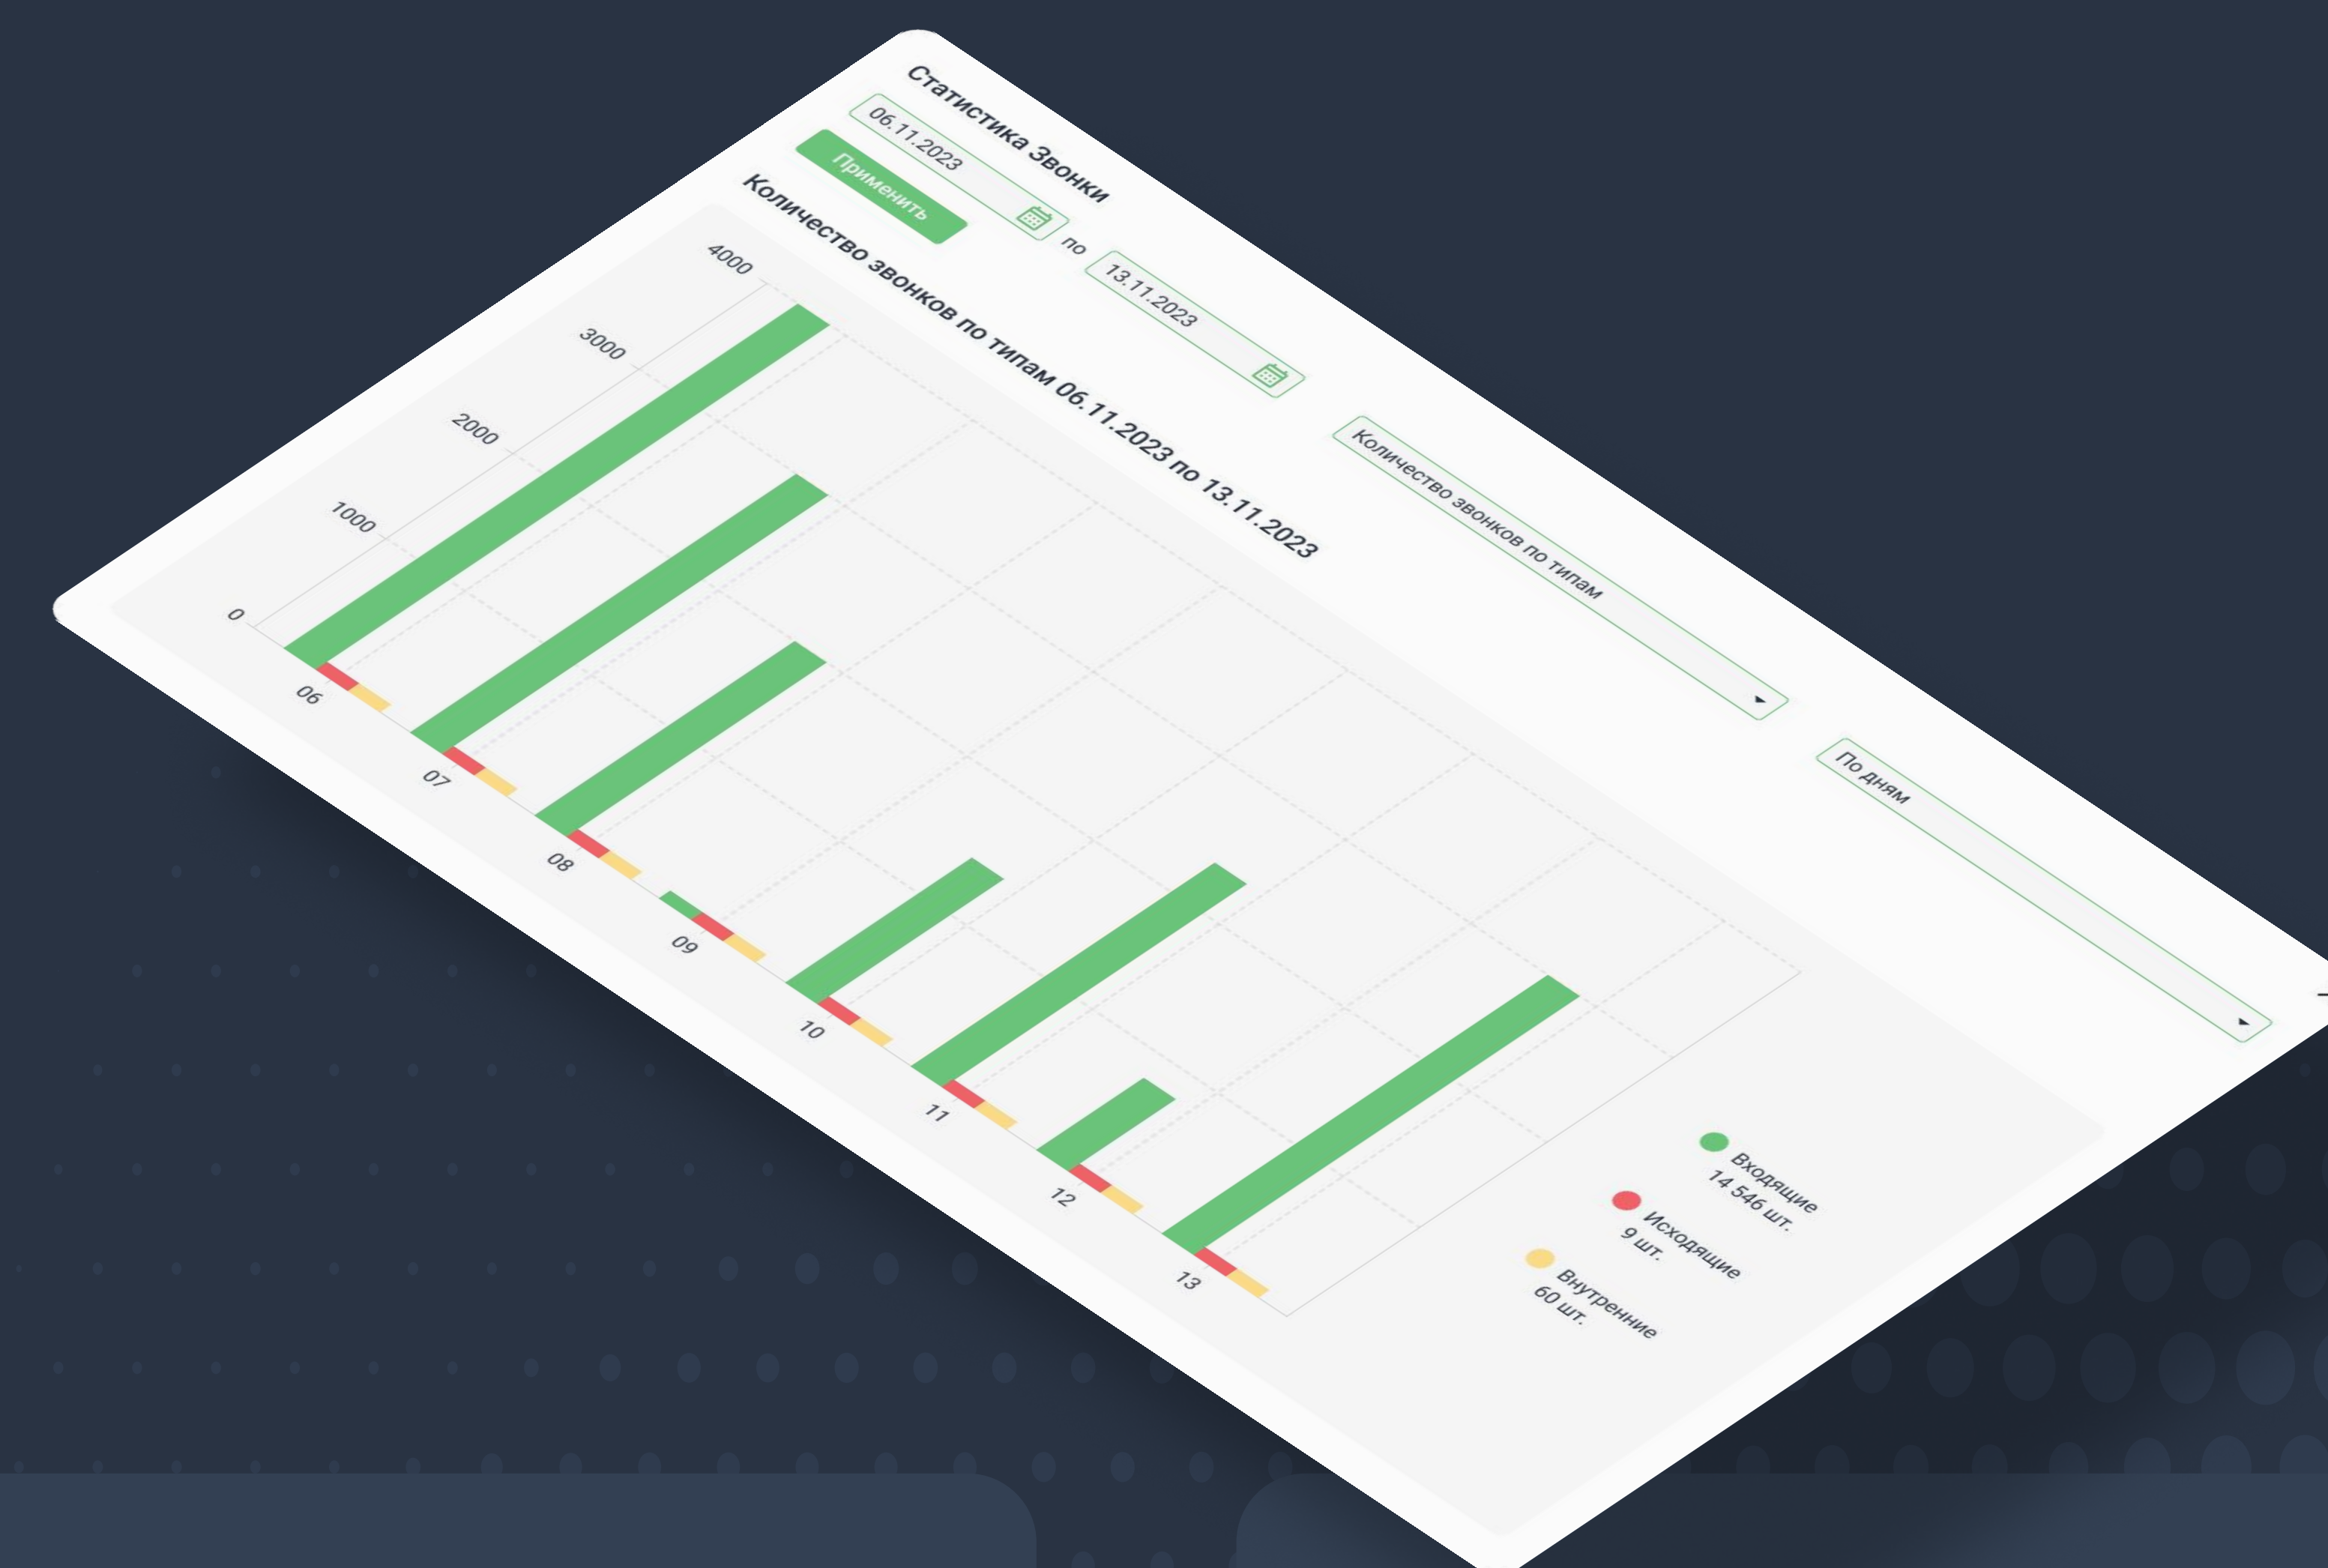 Статистика Звонки
06.11.2023
по
13.11.2023
Количество звонков по типам
По дням
Применить
Количество звонков по типам 06.11.2023 по 13.11.2023
4000
3000
2000
1000
0
06
07
08
09
10
11
12
13
Входящие
14 546 шт.
Исходящие
9 шт.
Внутренние
60 шт.